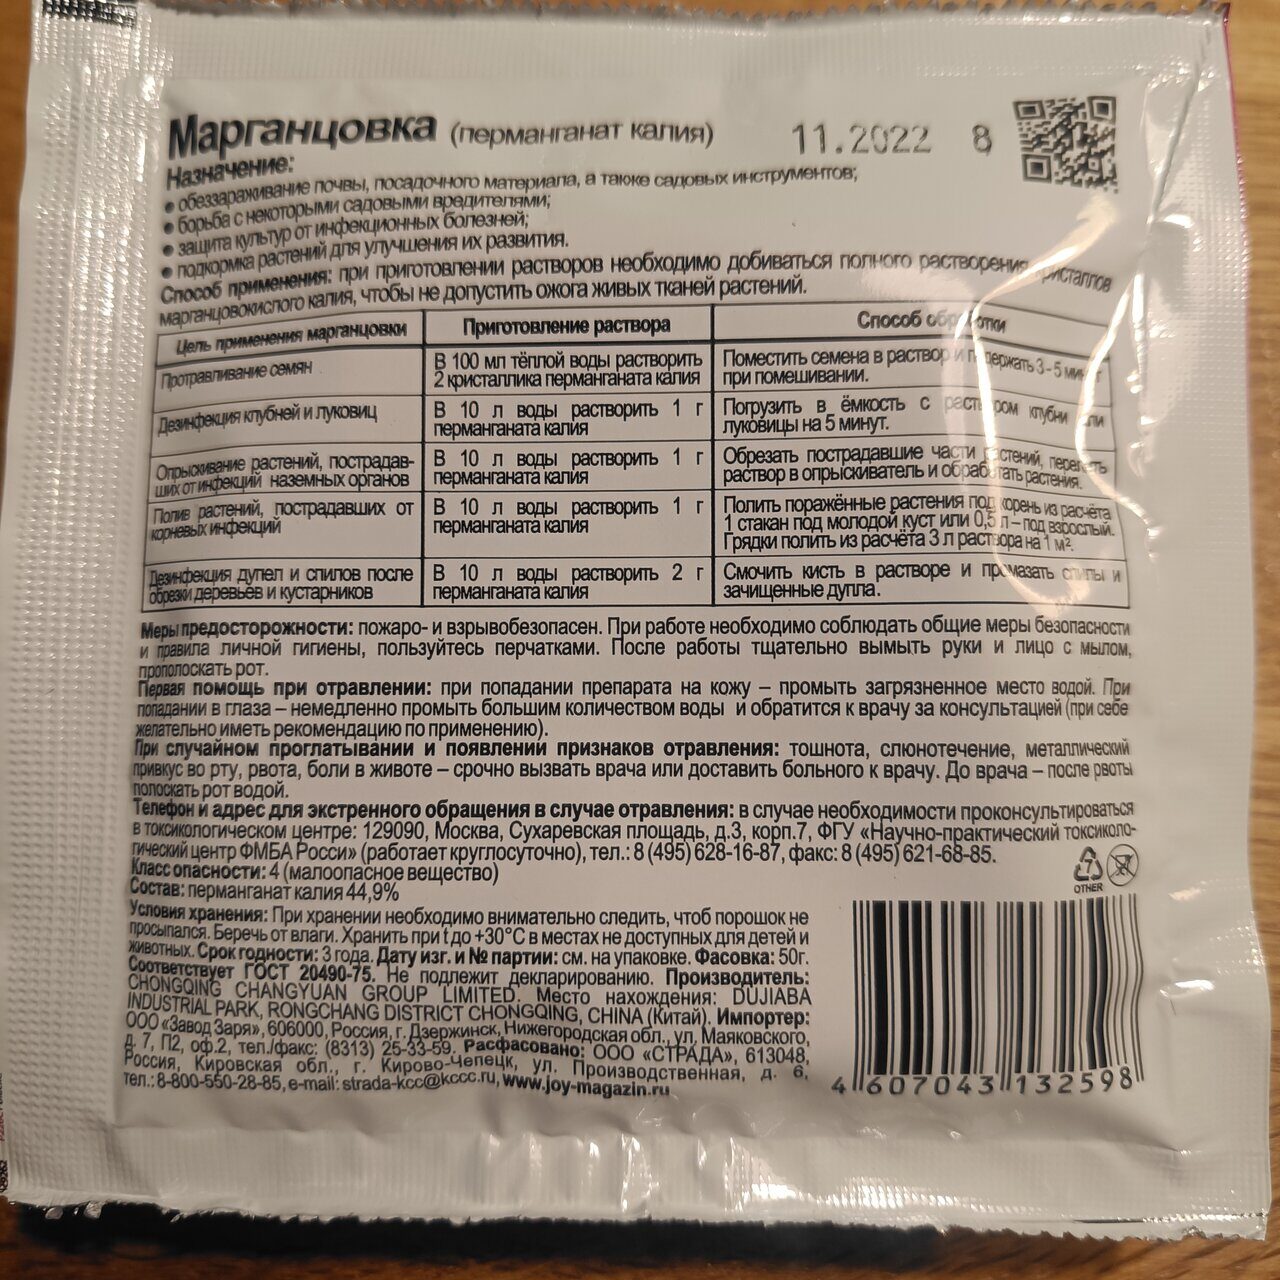 Марганцовка (перманганат калия) 11.2022 8
Назначение:
• обеззараживание почвы, посадочного материала, а также садовых инструментов;
• борьба с некоторыми садовыми вредителями;
• защита культур от инфекционных болезней;
• подкормка растений для улучшения их развития.
Способ применения: при приготовлении растворов необходимо добиваться полного растворения кристаллов
марганцовокислого калия, чтобы не допустить ожога живых тканей растений.
Цель применения марганцовки
Приготовление раствора
Способ обработки
Протравливание семян
В 100 мл тёплой воды растворить
2 кристаллика перманганата калия
Поместить семена в раствор и подержать 3-5 минут
при помешивании.
Дезинфекция клубней и луковиц
В 10 л воды растворить 1 г
перманганата калия
Погрузить в ёмкость с раствором клубни или
луковицы на 5 минут.
Опрыскивание растений, пострадав-
ших от инфекций наземных органов
В 10 л воды растворить 1 г
перманганата калия
Обрезать пострадавшие части растений, перелить
раствор в опрыскиватель и обработать растения.
Полив растений, пострадавших от
корневых инфекций
В 10 л воды растворить 1 г
перманганата калия
Полить поражённые растения под корень из расчёта
1 стакан под молодой куст или 0,5 л – под взрослый.
Грядки полить из расчёта 3 л раствора на 1 м².
Дезинфекция дупел и спилов после
обрезки деревьев и кустарников
В 10 л воды растворить 2 г
перманганата калия
Смочить кисть в растворе и промазать спилы и
зачищенные дупла.
Меры предосторожности: пожаро- и взрывобезопасен. При работе необходимо соблюдать общие меры безопасности
и правила личной гигиены, пользуйтесь перчатками. После работы тщательно вымыть руки и лицо с мылом,
прополоскать рот.
Первая помощь при отравлении: при попадании препарата на кожу – промыть загрязненное место водой. При
попадании в глаза – немедленно промыть большим количеством воды и обратится к врачу за консультацией (при себе
желательно иметь рекомендацию по применению).
При случайном проглатывании и появлении признаков отравления: тошнота, слюнотечение, металлический
привкус во рту, рвота, боли в животе – срочно вызвать врача или доставить больного к врачу. До врача – после рвоты
полоскать рот водой.
Телефон и адрес для экстренного обращения в случае отравления: в случае необходимости проконсультироваться
в токсикологическом центре: 129090, Москва, Сухаревская площадь, д.3, корп.7, ФГУ «Научно-практический токсиколо-
гический центр ФМБА Росси» (работает круглосуточно), тел.: 8 (495) 628-16-87, факс: 8 (495) 621-68-85.
Класс опасности: 4 (малоопасное вещество)
Состав: перманганат калия 44,9%
7
OTHER
Условия хранения: При хранении необходимо внимательно следить, чтоб порошок не
просыпался. Беречь от влаги. Хранить при t до +30°C в местах не доступных для детей и
животных. Срок годности: 3 года. Дату изг. и № партии: см. на упаковке. Фасовка: 50г.
Соответствует ГОСТ 20490-75. Не подлежит декларированию. Производитель:
CHONGQING CHANGYUAN GROUP LIMITED. Место нахождения: DUJIABA
INDUSTRIAL PARK, RONGCHANG DISTRICT CHONGQING, CHINA (Китай). Импортер:
ООО «Завод Заря», 606000, Россия, г. Дзержинск, Нижегородская обл., ул. Маяковского,
д. 7, П2, оф.2, тел./факс: (8313) 25-33-59. Расфасовано: ООО «СТРАДА», 613048,
Россия, Кировская обл., г. Кирово-Чепецк, ул. Производственная, д. 6,
тел.: 8-800-550-28-85, e-mail: strada-kcc@kccc.ru, www.joy-magazin.ru
4 607043 132598